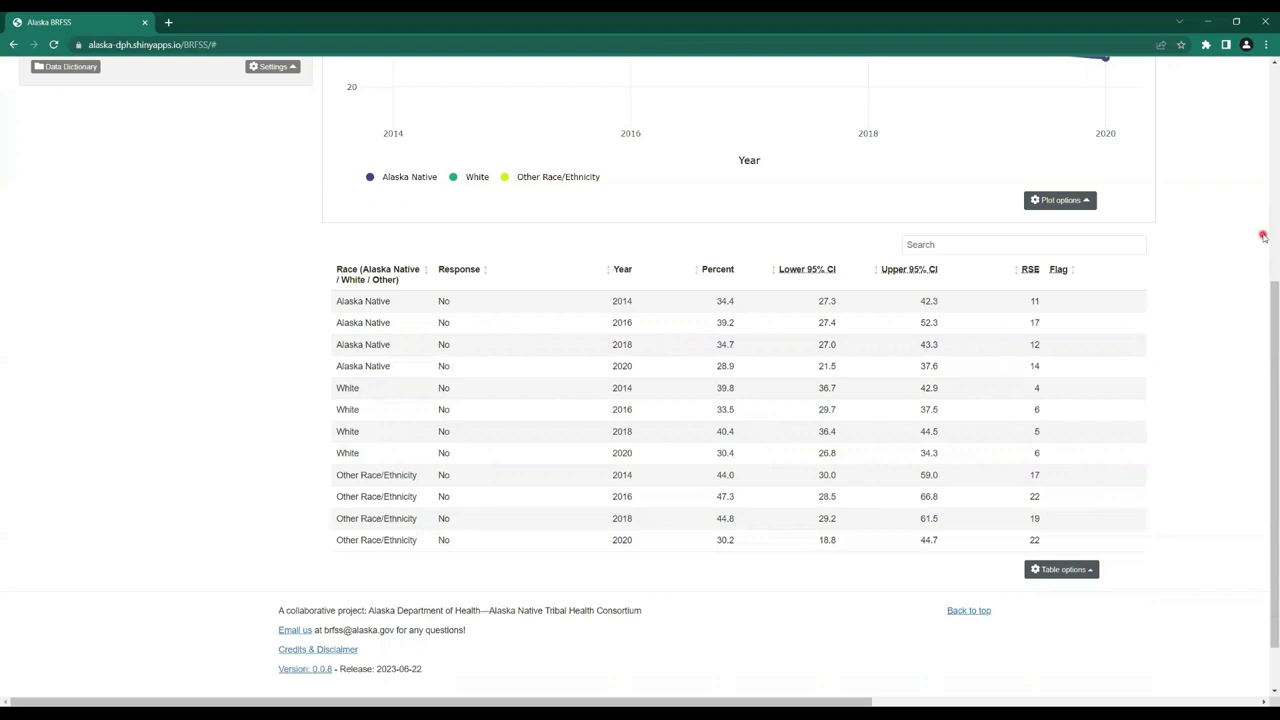 Alaska BRFSS
alaska-dph.shinyapps.io/BRFSS/#
Data Dictionary Settings
20
2014 2016 2018 2020
Year
Alaska Native White Other Race/Ethnicity
Plot options
Search
Race (Alaska Native / White / Other) Response Year Percent Lower 95% CI Upper 95% CI RSE Flag
Alaska Native No 2014 34.4 27.3 42.3 11
Alaska Native No 2016 39.2 27.4 52.3 17
Alaska Native No 2018 34.7 27.0 43.3 12
Alaska Native No 2020 28.9 21.5 37.6 14
White No 2014 39.8 36.7 42.9 4
White No 2016 33.5 29.7 37.5 6
White No 2018 40.4 36.4 44.5 5
White No 2020 30.4 26.8 34.3 6
Other Race/Ethnicity No 2014 44.0 30.0 59.0 17
Other Race/Ethnicity No 2016 47.3 28.5 66.8 22
Other Race/Ethnicity No 2018 44.8 29.2 61.5 19
Other Race/Ethnicity No 2020 30.2 18.8 44.7 22
Table options
A collaborative project: Alaska Department of Health—Alaska Native Tribal Health Consortium Back to top
Email us at brfss@alaska.gov for any questions!
Credits & Disclaimer
Version: 0.0.8 - Release: 2023-06-22